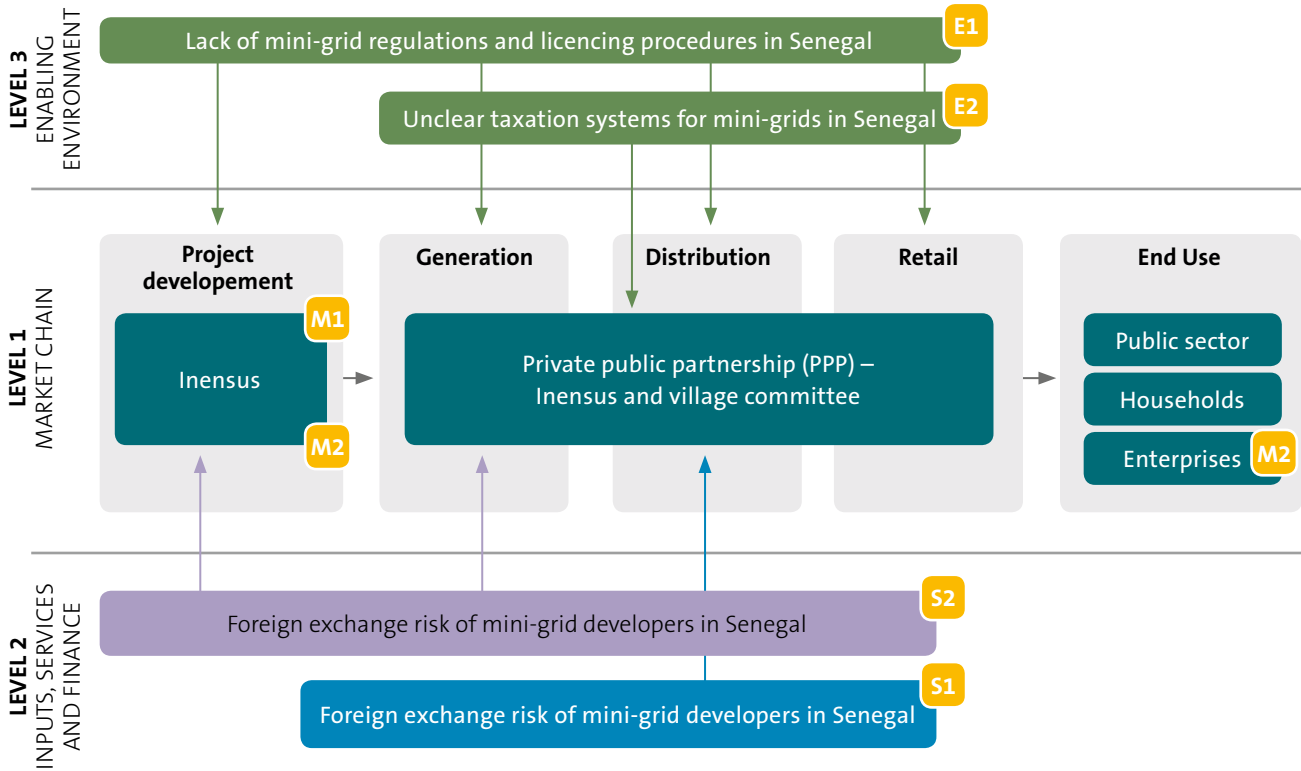 LEVEL 3
ENABLING
ENVIRONMENT
Lack of mini-grid regulations and licencing procedures in Senegal
E1
Unclear taxation systems for mini-grids in Senegal
E2
LEVEL 1
MARKET CHAIN
Project
developement
Inensus
M1
M2
Generation
Distribution
Retail
Private public partnership (PPP) –
Inensus and village committee
End Use
Public sector
Households
Enterprises
M2
LEVEL 2
INPUTS, SERVICES
AND FINANCE
Foreign exchange risk of mini-grid developers in Senegal
S2
Foreign exchange risk of mini-grid developers in Senegal
S1